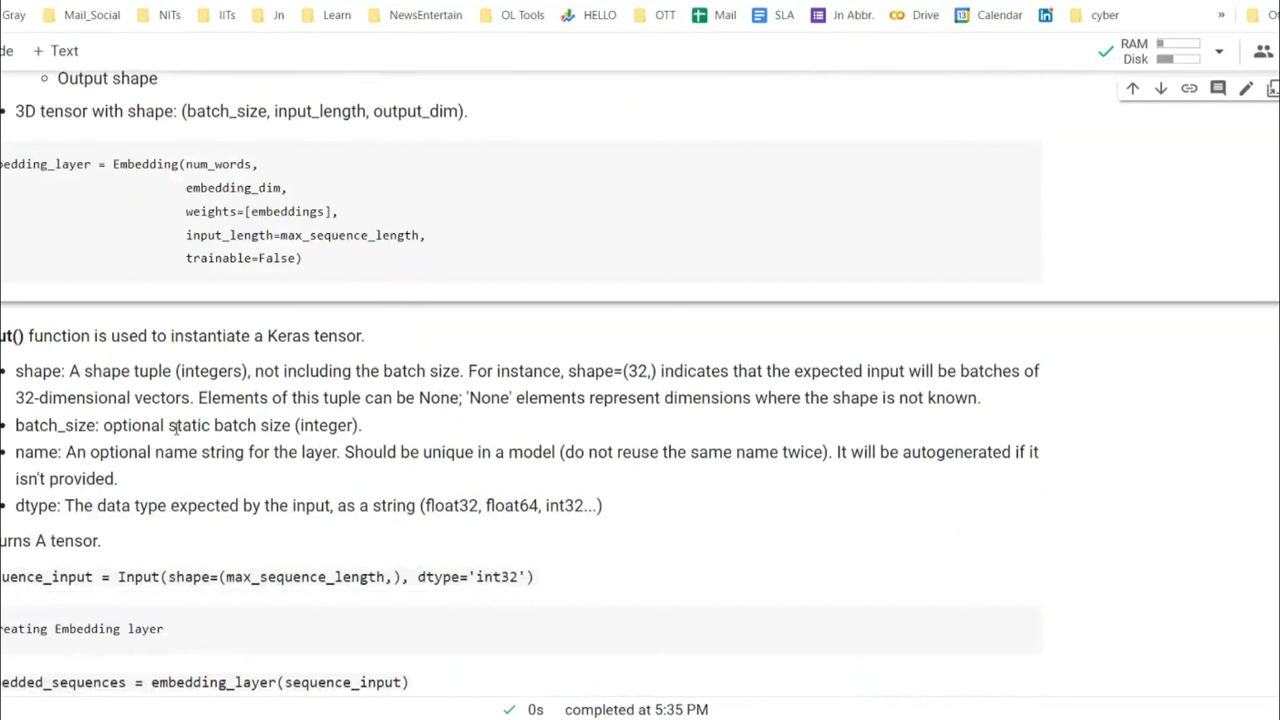 Gray Mail_Social NITs IITs Jn Learn NewsEntertain OL Tools HELLO OTT Mail SLA Jn Abbr. Drive Calendar cyber »
de + Text RAM
Disk
Output shape
3D tensor with shape: (batch_size, input_length, output_dim).
bedding_layer = Embedding(num_words,
embedding_dim,
weights=[embeddings],
input_length=max_sequence_length,
trainable=False)
ut() function is used to instantiate a Keras tensor.
shape: A shape tuple (integers), not including the batch size. For instance, shape=(32,) indicates that the expected input will be batches of
32-dimensional vectors. Elements of this tuple can be None; 'None' elements represent dimensions where the shape is not known.
batch_size: optional static batch size (integer).
name: An optional name string for the layer. Should be unique in a model (do not reuse the same name twice). It will be autogenerated if it
isn't provided.
dtype: The data type expected by the input, as a string (float32, float64, int32...)
urns A tensor.
uence_input = Input(shape=(max_sequence_length,), dtype='int32')
reating Embedding layer
edded_sequences = embedding_layer(sequence_input)
0s completed at 5:35 PM